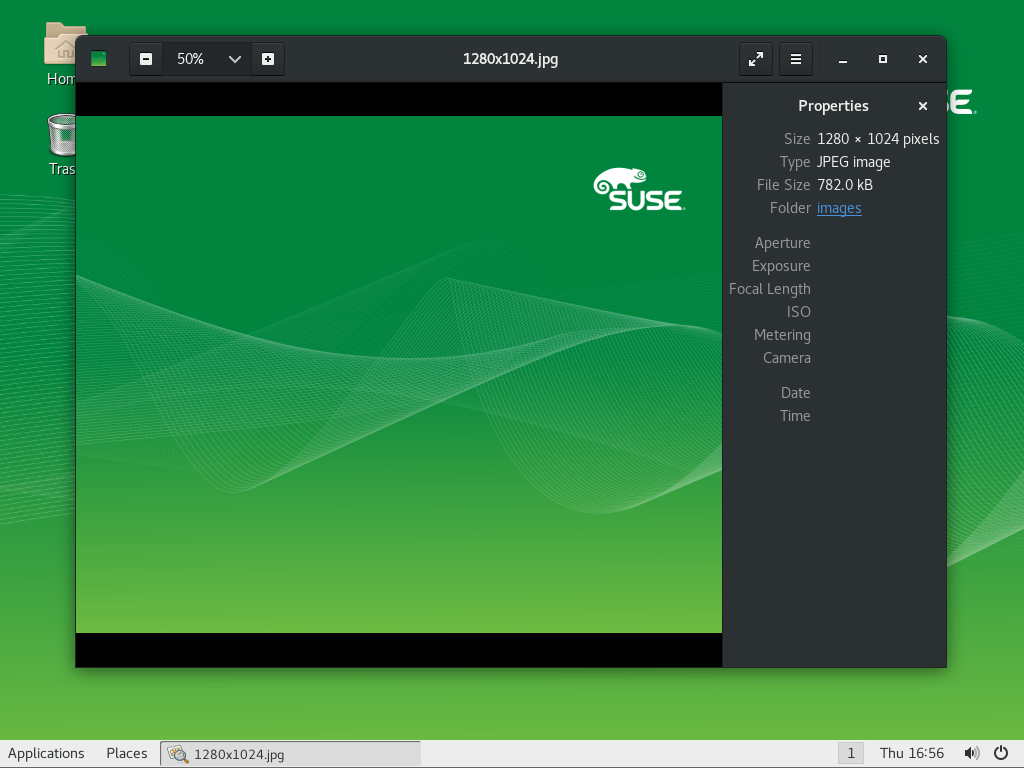 Hom
Tras
50%
1280x1024.jpg
SUSE
E.
Properties
Size 1280 × 1024 pixels
Type JPEG image
File Size 782.0 kB
Folder images
Aperture
Exposure
Focal Length
ISO
Metering
Camera
Date
Time
Applications Places 1280x1024.jpg 1 Thu 16:56